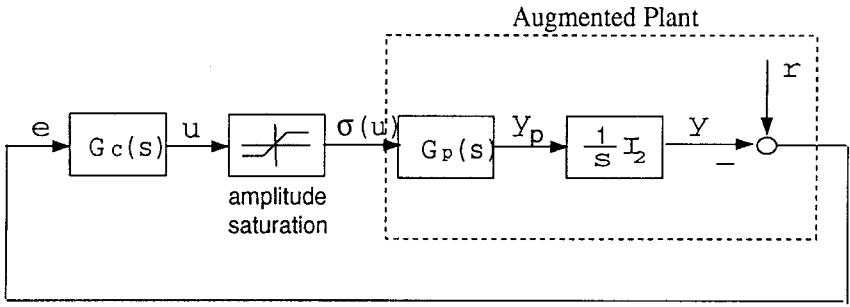 Augmented Plant
r
e
Gc(s)
u
σ(u)
Gp(s)
yp
1/s I2
y
−
amplitude
saturation